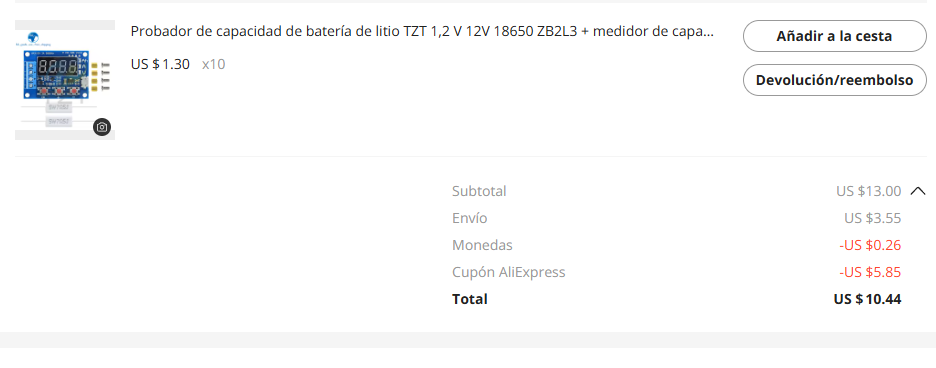 Probador de capacidad de batería de litio TZT 1,2 V 12V 18650 ZB2L3 + medidor de capa...
Añadir a la cesta
US $1.30 x10
Devolución/reembolso
Subtotal US $13.00
Envío US $3.55
Monedas -US $0.26
Cupón AliExpress -US $5.85
Total US $10.44